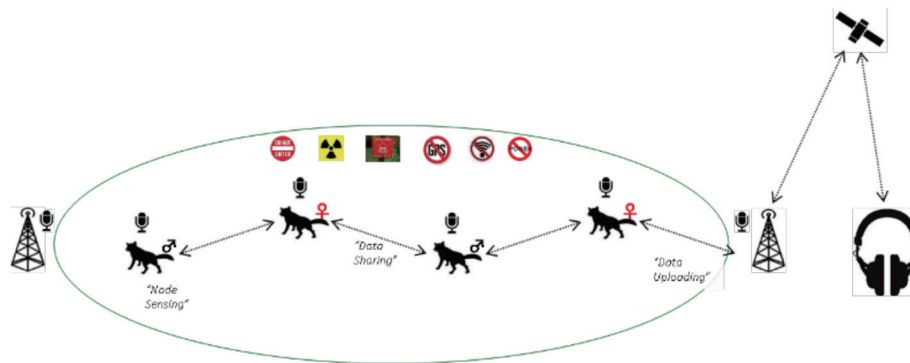 DO NOT
ENTER
GPS
"Data
Sharing"
"Data
Uploading"
"Node
Sensing"